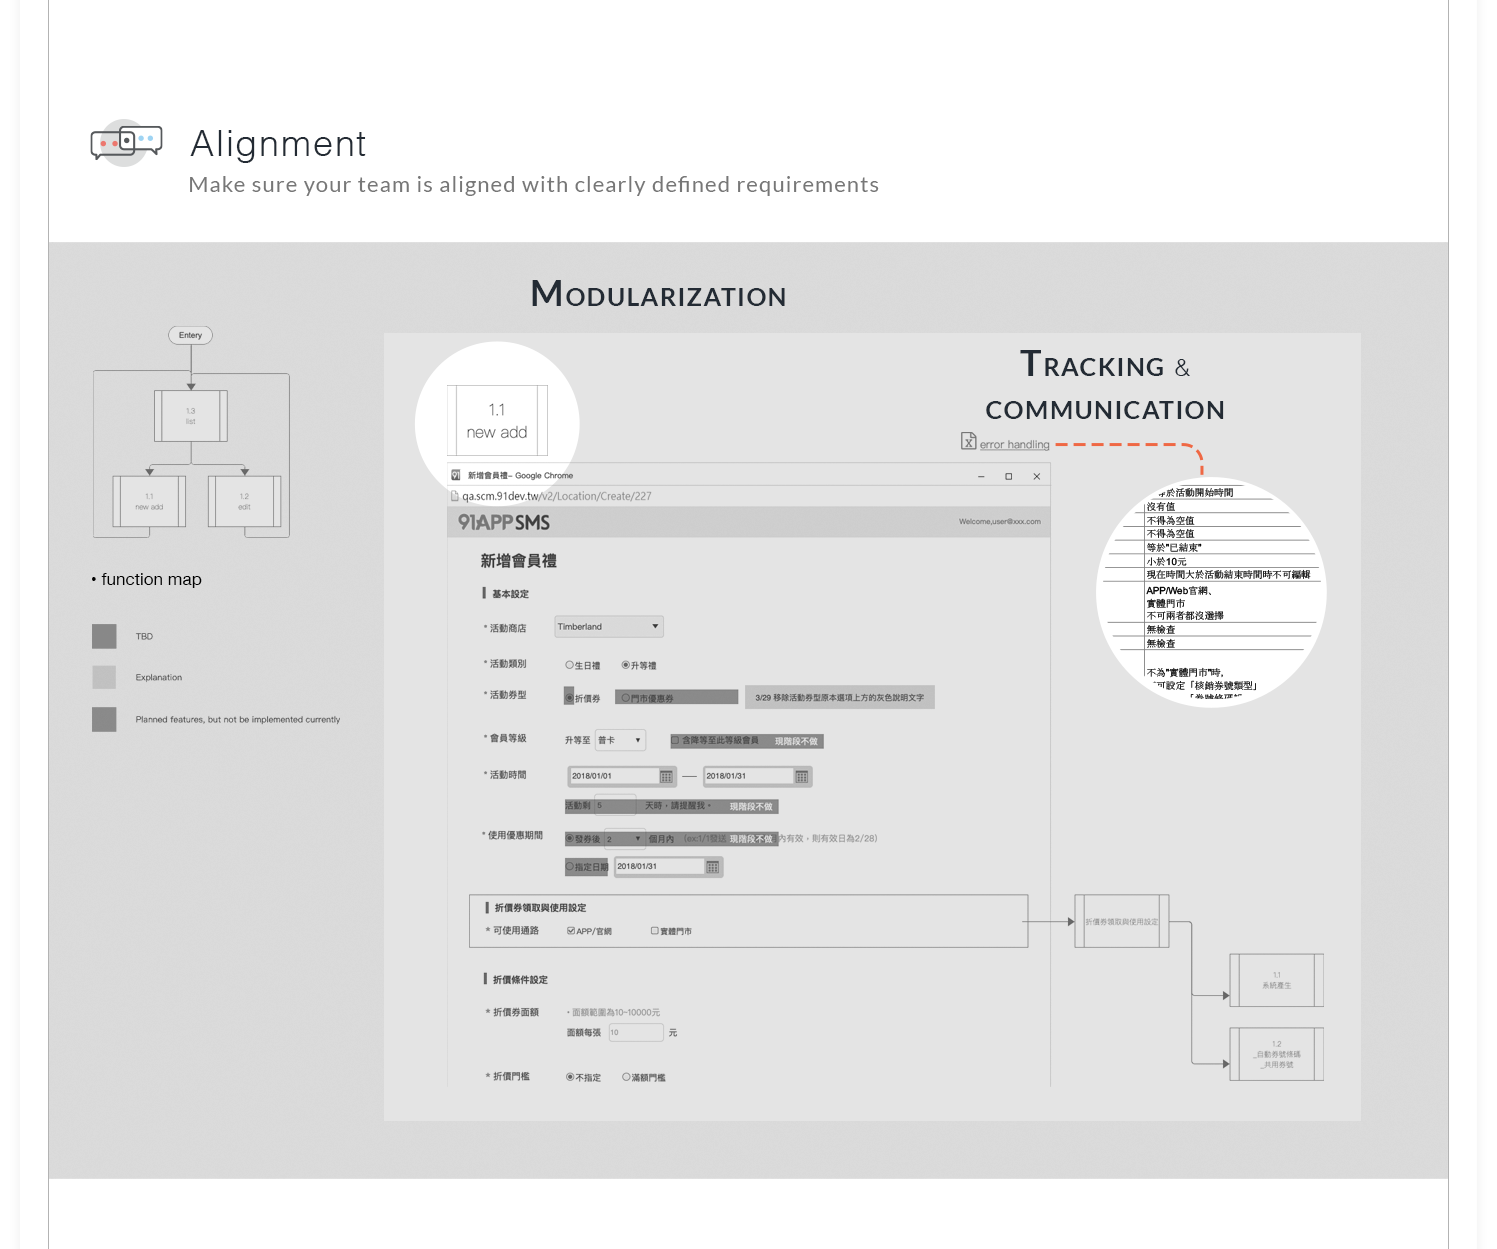 Alignment
Make sure your team is aligned with clearly defined requirements
MODULARIZATION
Entery
1.3
list
1.1
new add
1.2
edit
• function map
TBD
Explanation
Planned features, but not be implemented currently
1.1
new add
TRACKING &
COMMUNICATION
error handling
於活動開始時間
沒有值
不得為空值
不得為空值
等於"已結束"
小於10元
現在時間大於活動結束時間時不可編輯
APP/Web官網、
實體門市
不可兩者都沒選擇
無檢查
無檢查
不為"實體門市"時,
可設定「核銷券號類型」
新增會員禮- Google Chrome
qa.scm.91dev.tw/v2/Location/Create/227
91APP SMS
Welcome,user@xxx.com
新增會員禮
基本設定
* 活動商店 Timberland
* 活動類別 生日禮 升等禮
* 活動券型 折價券 門市優惠券 3/29 移除活動券型原本選項上方的灰色說明文字
* 會員等級 升等至 普卡 含降等至此等級會員 現階段不做
* 活動時間 2018/01/01 — 2018/01/31
活動剩 5 天時，請提醒我。 現階段不做
* 使用優惠期間 發券後 2 個月內 (ex:1/1發送 現階段不做 內有效，則有效日為2/28)
指定日期 2018/01/31
折價券領取與使用設定
* 可使用通路 APP/官網 實體門市
折價券領取與使用設定
1.1
系統產生
1.2
_自動券號條碼
_共用券號
折價條件設定
* 折價券面額 • 面額範圍為10~10000元
面額每張 10 元
* 折價門檻 不指定 滿額門檻